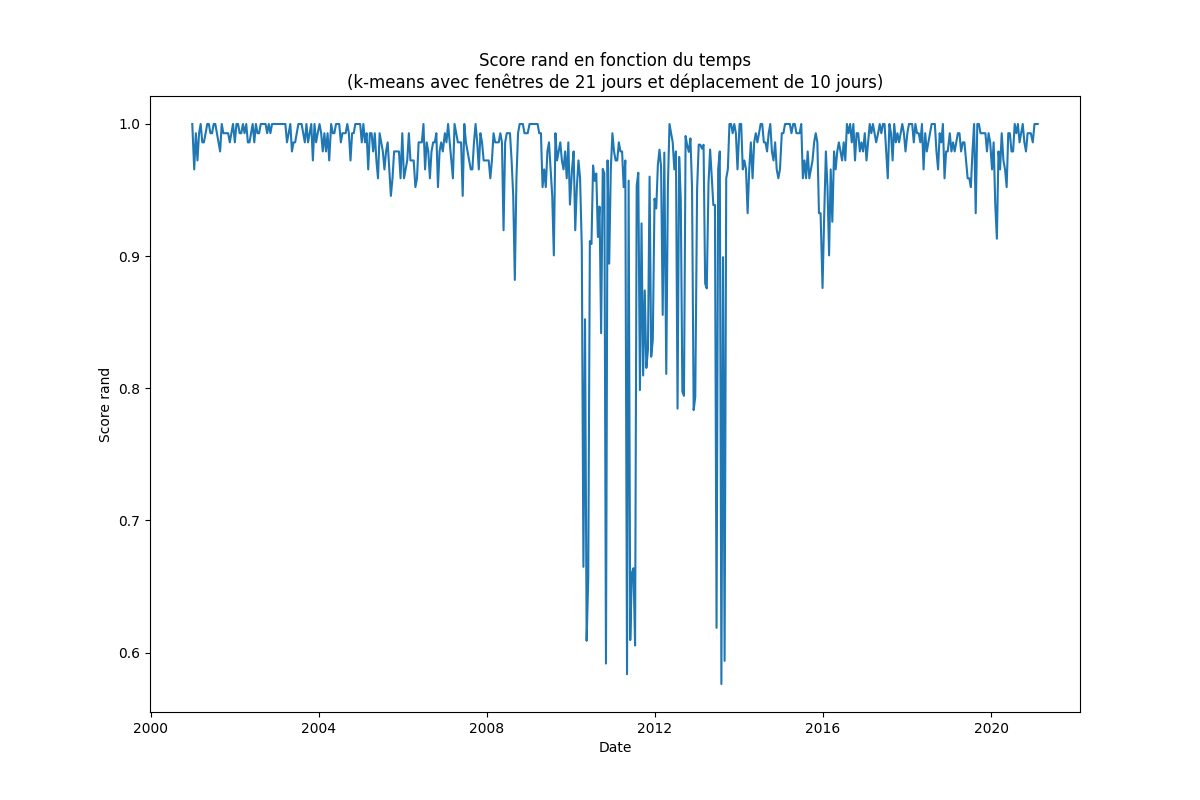 Score rand en fonction du temps
(k-means avec fenêtres de 21 jours et déplacement de 10 jours)
1.0
0.9
0.8
0.7
0.6
Score rand
2000
2004
2008
2012
2016
2020
Date